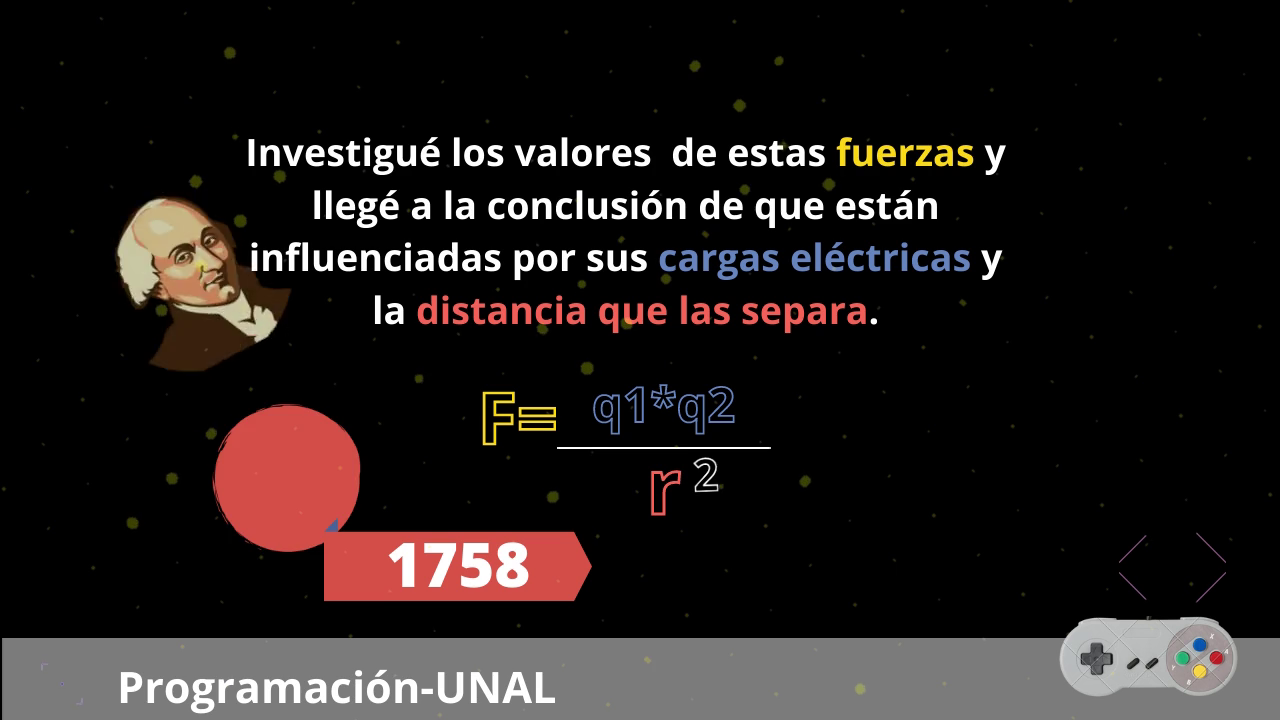 Investigué los valores  de estas fuerzas y
llegé a la conclusión de que están
influenciadas por sus cargas eléctricas y
la distancia que las separa.
F= q1*q2
r 2
1758
Programación-UNAL